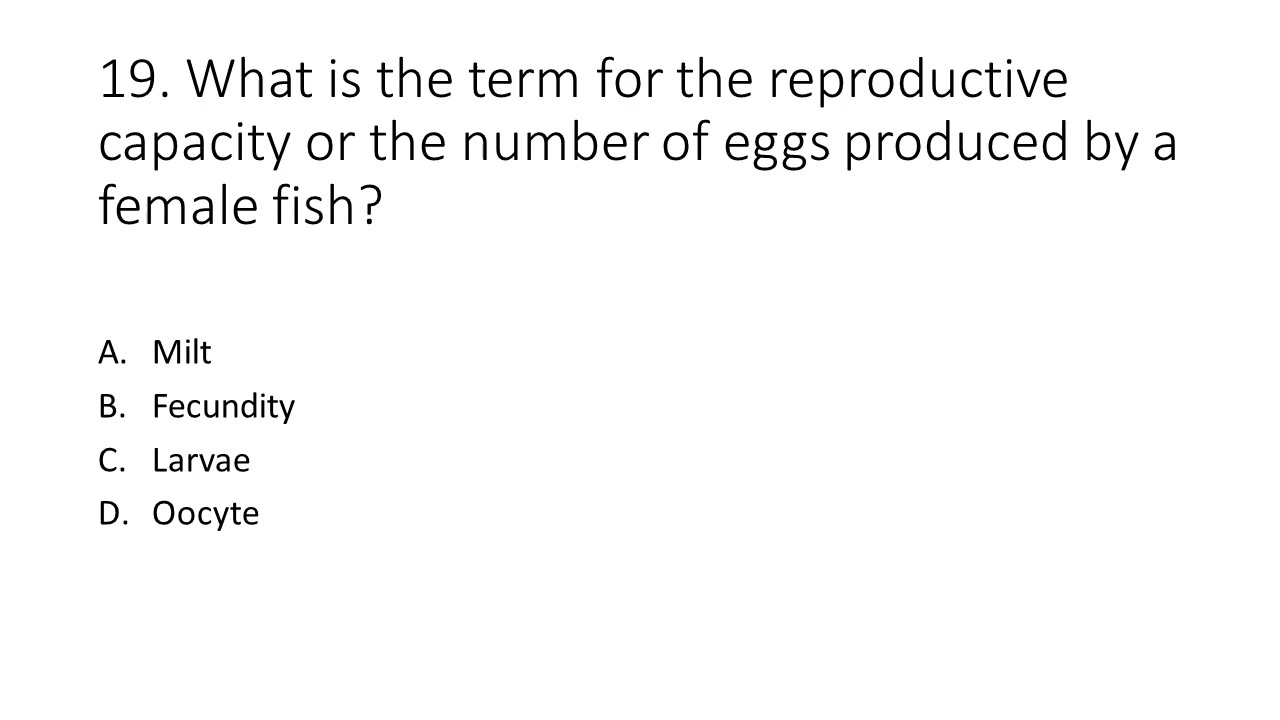 19. What is the term for the reproductive
capacity or the number of eggs produced by a
female fish?
A. Milt
B. Fecundity
C. Larvae
D. Oocyte